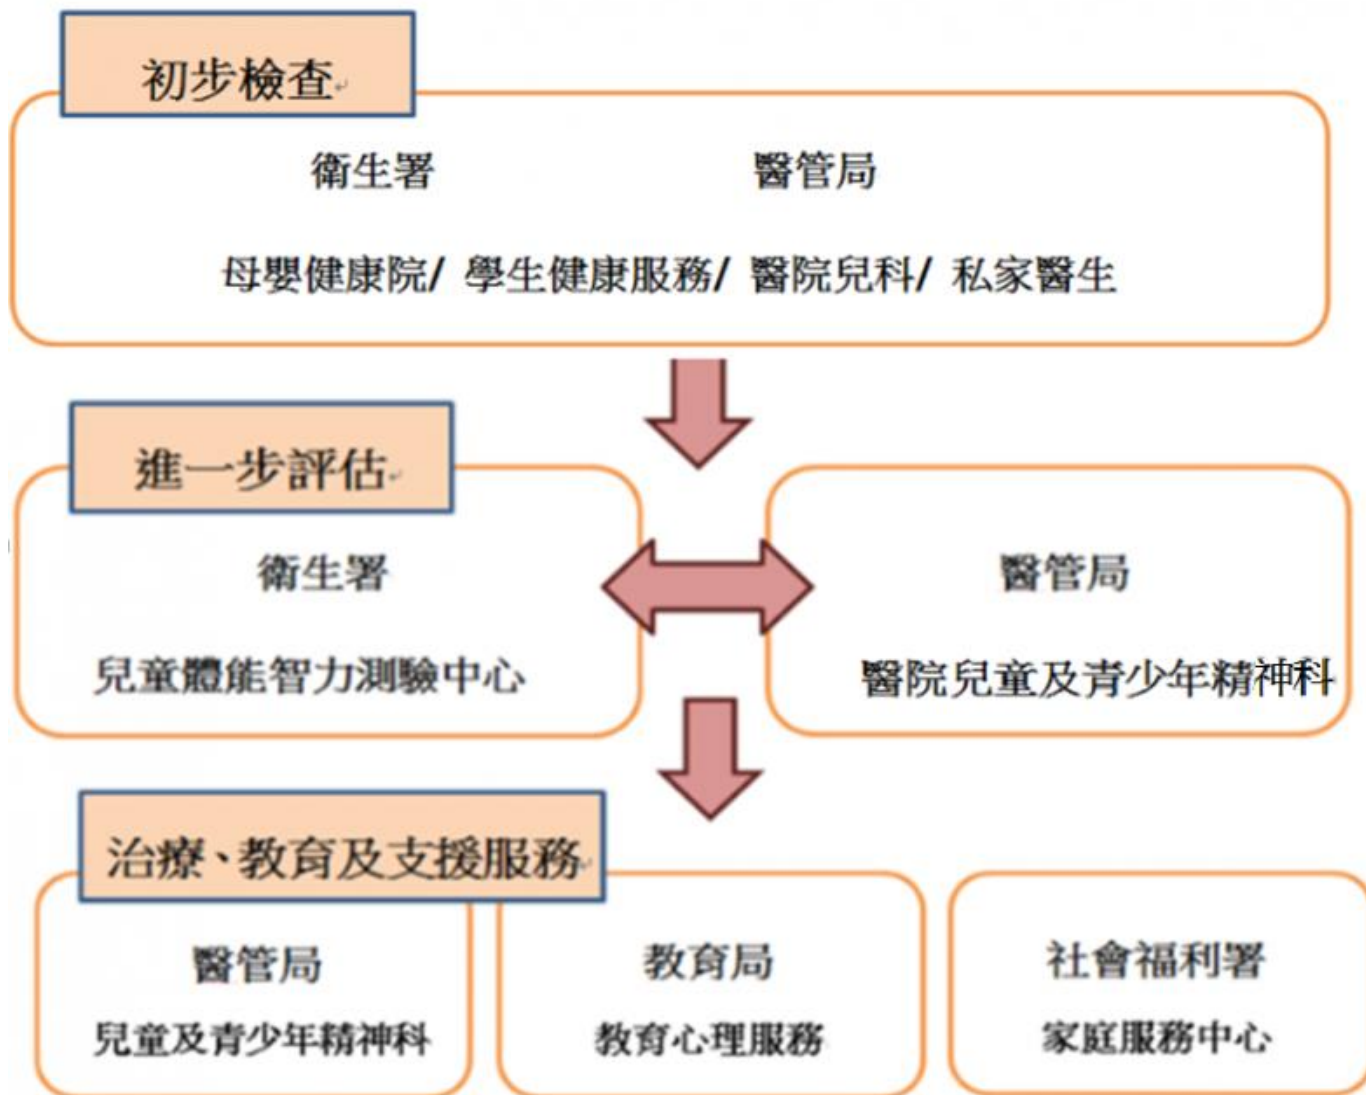 初步檢查
衛生署 醫管局
母嬰健康院/ 學生健康服務/ 醫院兒科/ 私家醫生
進一步評估
衛生署
兒童體能智力測驗中心
醫管局
醫院兒童及青少年精神科
治療、教育及支援服務
醫管局
兒童及青少年精神科
教育局
教育心理服務
社會福利署
家庭服務中心